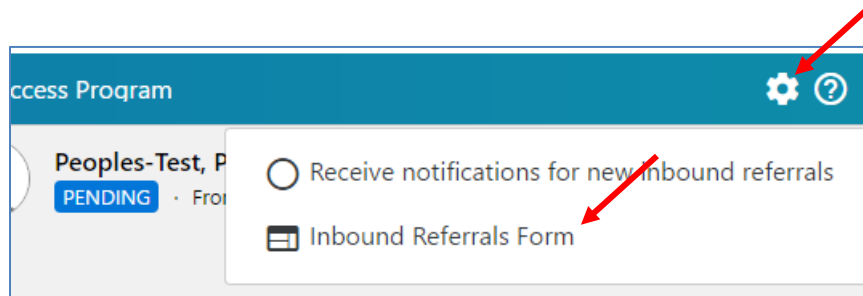 ccess Program
Peoples-Test, P
Receive notifications for new inbound referrals
PENDING · Fro
Inbound Referrals Form